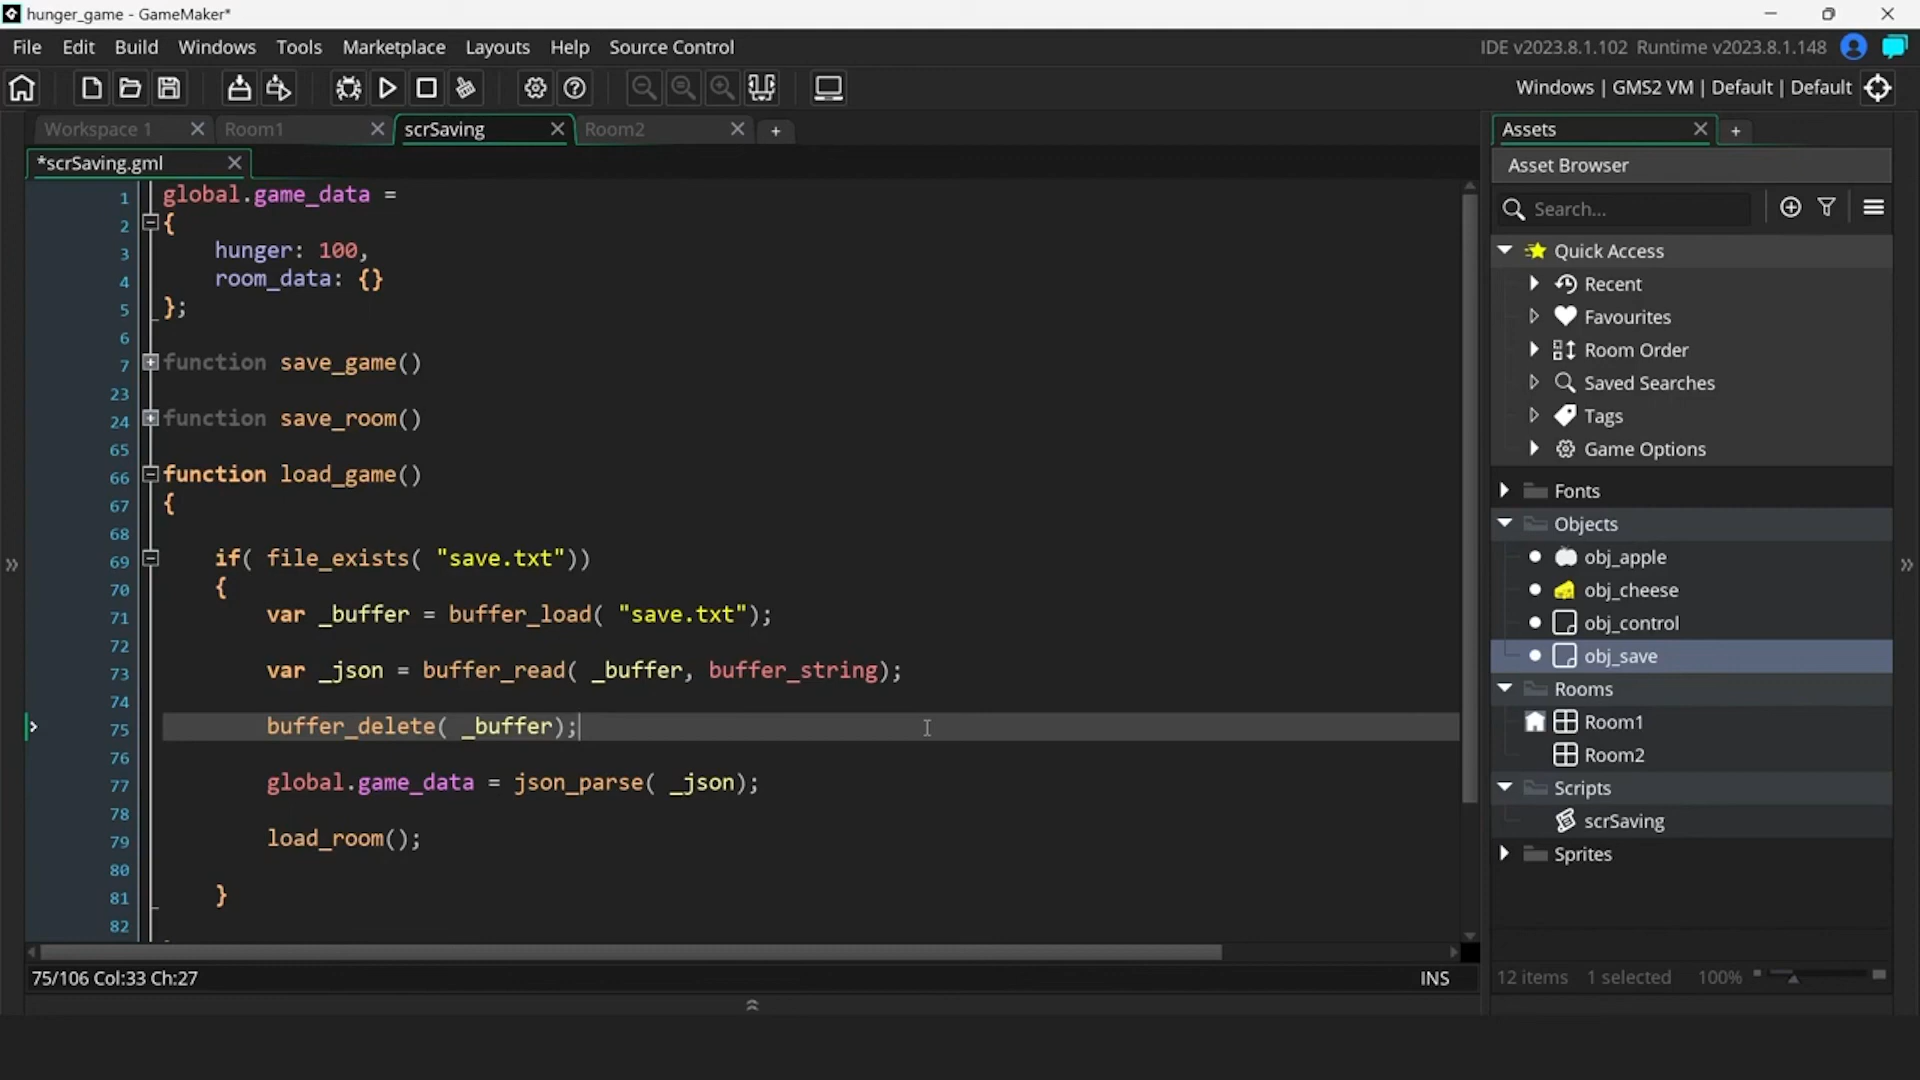 hunger_game - GameMaker*
File Edit Build Windows Tools Marketplace Layouts Help Source Control
IDE v2023.8.1.102 Runtime v2023.8.1.148
Windows | GMS2 VM | Default | Default
Workspace 1 Room1 scrSaving Room2 +
*scrSaving.gml
1 global.game_data =
2 {
3 hunger: 100,
4 room_data: {}
5 };
6
7 function save_game()
23
24 function save_room()
65
66 function load_game()
67 {
68
69 if( file_exists( "save.txt"))
70 {
71 var _buffer = buffer_load( "save.txt");
72
73 var _json = buffer_read( _buffer, buffer_string);
74
75 buffer_delete( _buffer);
76
77 global.game_data = json_parse( _json);
78
79 load_room();
80
81 }
82
75/106 Col:33 Ch:27
INS
Assets +
Asset Browser
Search...
Quick Access
Recent
Favourites
Room Order
Saved Searches
Tags
Game Options
Fonts
Objects
obj_apple
obj_cheese
obj_control
obj_save
Rooms
Room1
Room2
Scripts
scrSaving
Sprites
12 items 1 selected 100%